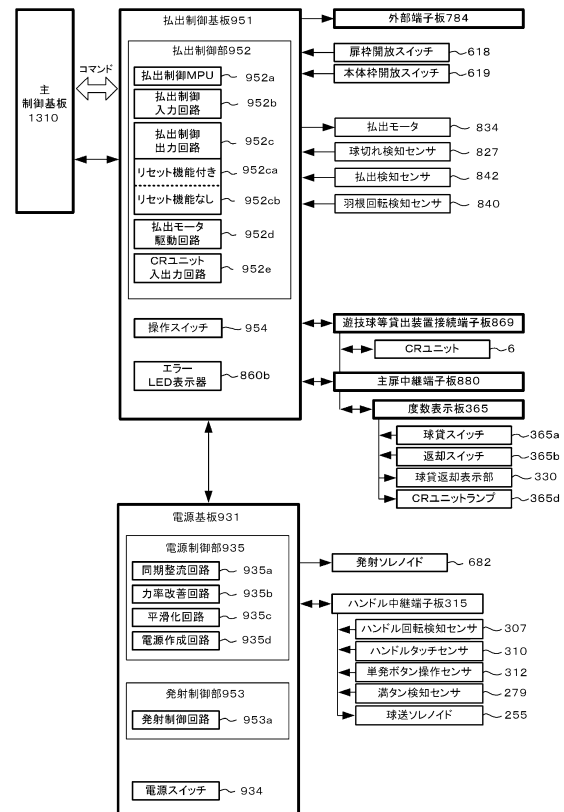 払出制御基板951
外部端子板784
払出制御部952
扉枠開放スイッチ
618
本体枠開放スイッチ
619
コマンド
主
制御基板
1310
払出制御MPU
952a
払出制御
入力回路
952b
払出制御
出力回路
952c
リセット機能付き
952ca
リセット機能なし
952cb
払出モータ
駆動回路
952d
CRユニット
入出力回路
952e
払出モータ
834
球切れ検知センサ
827
払出検知センサ
842
羽根回転検知センサ
840
操作スイッチ
954
エラー
LED表示器
860b
遊技球等貸出装置接続端子板869
CRユニット
6
主扉中継端子板880
度数表示板365
球貸スイッチ
365a
返却スイッチ
365b
球貸返却表示部
330
CRユニットランプ
365d
電源基板931
電源制御部935
同期整流回路
935a
力率改善回路
935b
平滑化回路
935c
電源作成回路
935d
発射ソレノイド
682
ハンドル中継端子板315
ハンドル回転検知センサ
307
ハンドルタッチセンサ
310
単発ボタン操作センサ
312
満タン検知センサ
279
球送ソレノイド
255
発射制御部953
発射制御回路
953a
電源スイッチ
934